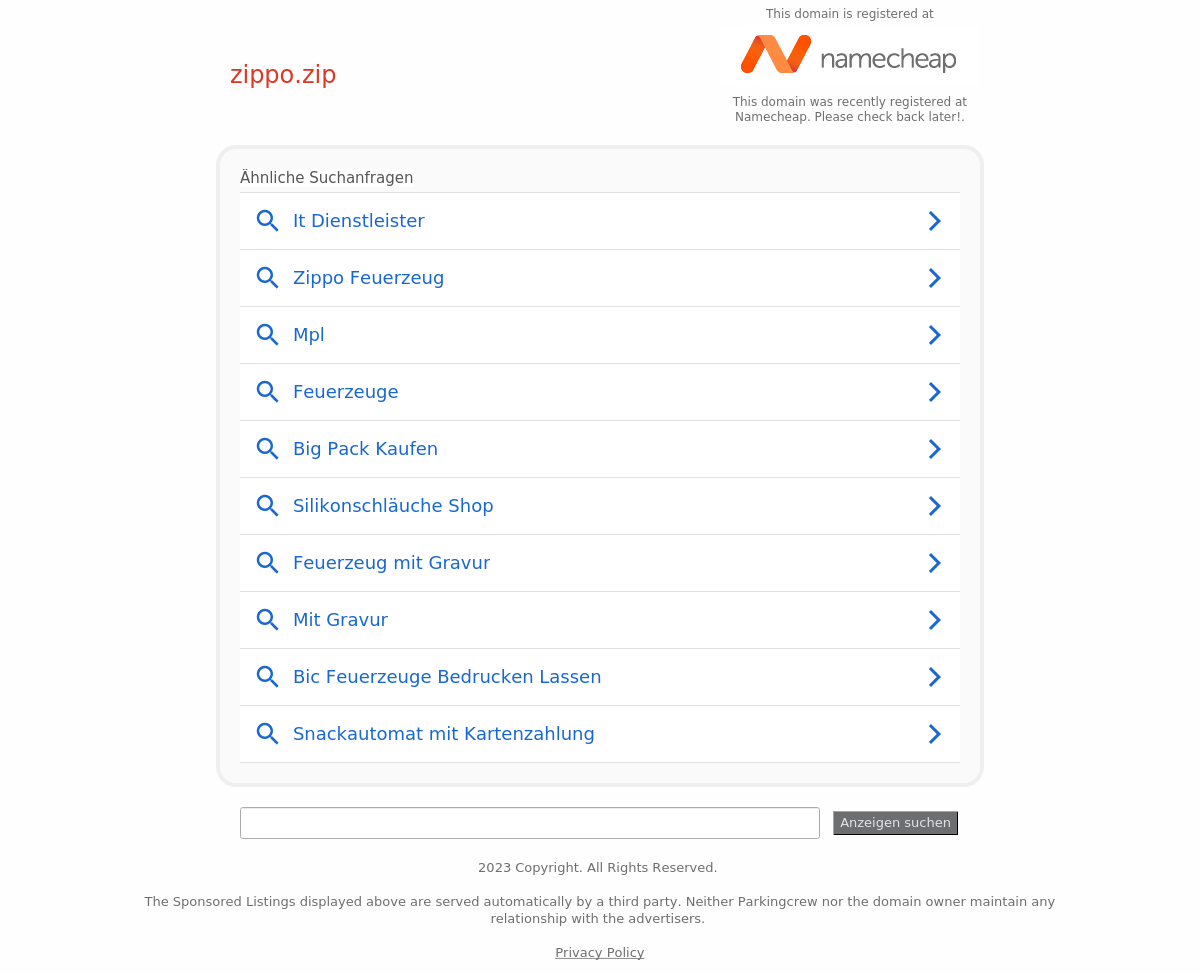 This domain is registered at
namecheap
zippo.zip
This domain was recently registered at
Namecheap. Please check back later!.
Ähnliche Suchanfragen
It Dienstleister
Zippo Feuerzeug
Mpl
Feuerzeuge
Big Pack Kaufen
Silikonschläuche Shop
Feuerzeug mit Gravur
Mit Gravur
Bic Feuerzeuge Bedrucken Lassen
Snackautomat mit Kartenzahlung
Anzeigen suchen
2023 Copyright. All Rights Reserved.
The Sponsored Listings displayed above are served automatically by a third party. Neither Parkingcrew nor the domain owner maintain any
relationship with the advertisers.
Privacy Policy